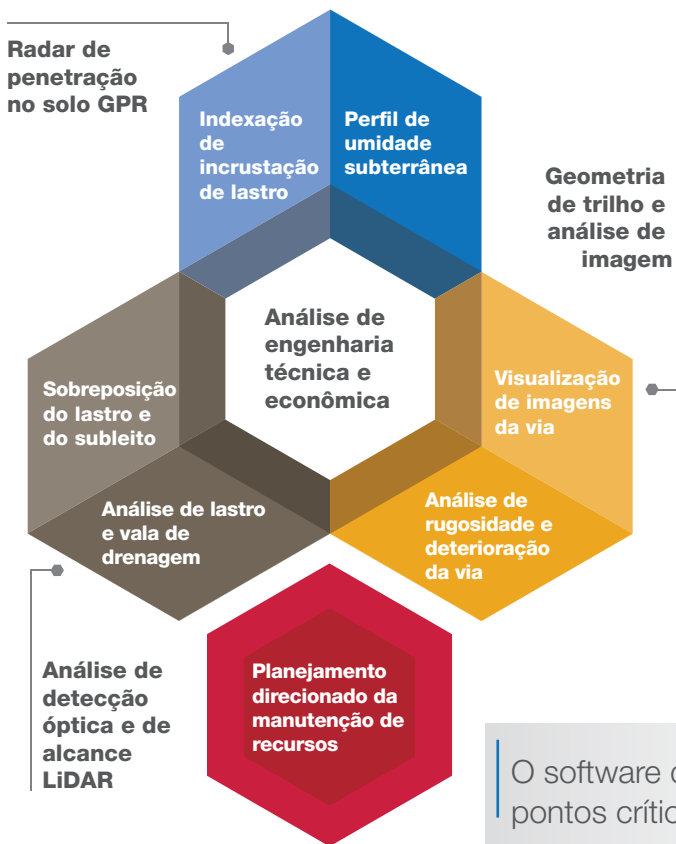 Radar de
penetração
no solo GPR
Indexação
de
incrustação
de lastro
Perfil de
umidade
subterrânea
Geometria
de trilho e
análise de
imagem
Análise de
engenharia
técnica e
econômica
Sobreposição
do lastro e
do subleito
Visualização
de imagens
da via
Análise de lastro
e vala de
drenagem
Análise de
rugosidade e
deterioração
da via
Análise de
detecção
óptica e de
alcance
LiDAR
Planejamento
direcionado da
manutenção de
recursos
O software
pontos